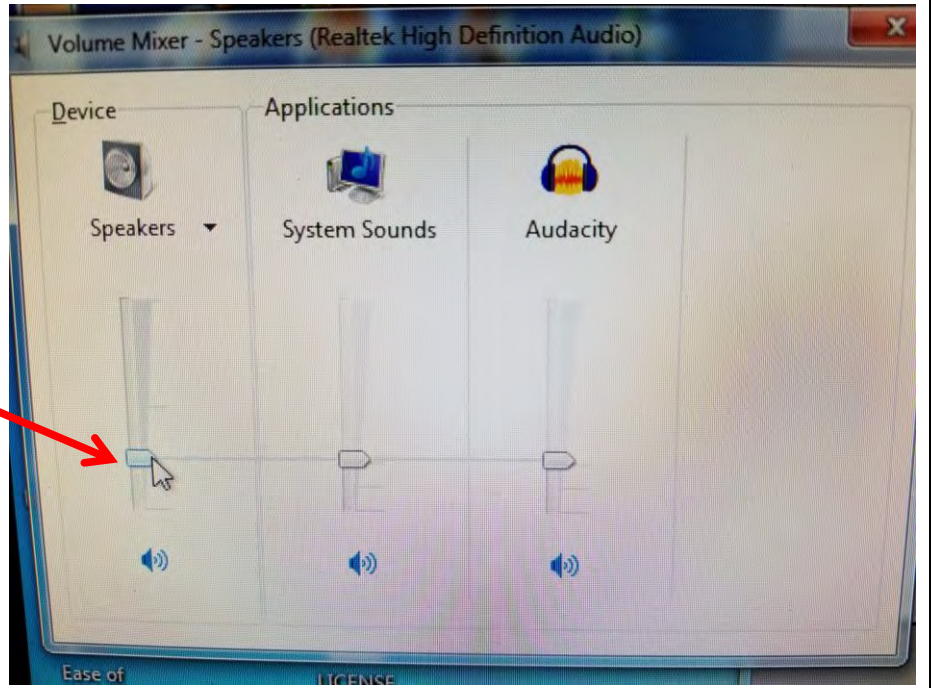 Volume Mixer - Speakers (Realtek High Definition Audio)
Device
Applications
Speakers
System Sounds
Audacity
Ease of
LICENSE